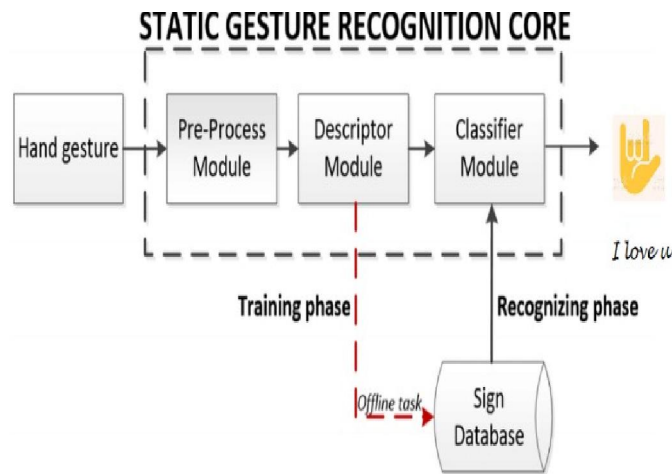 STATIC GESTURE RECOGNITION CORE
Hand gesture
Pre-Process
Module
Descriptor
Module
Classifier
Module
I love u
Training phase
Recognizing phase
Offline task
Sign
Database